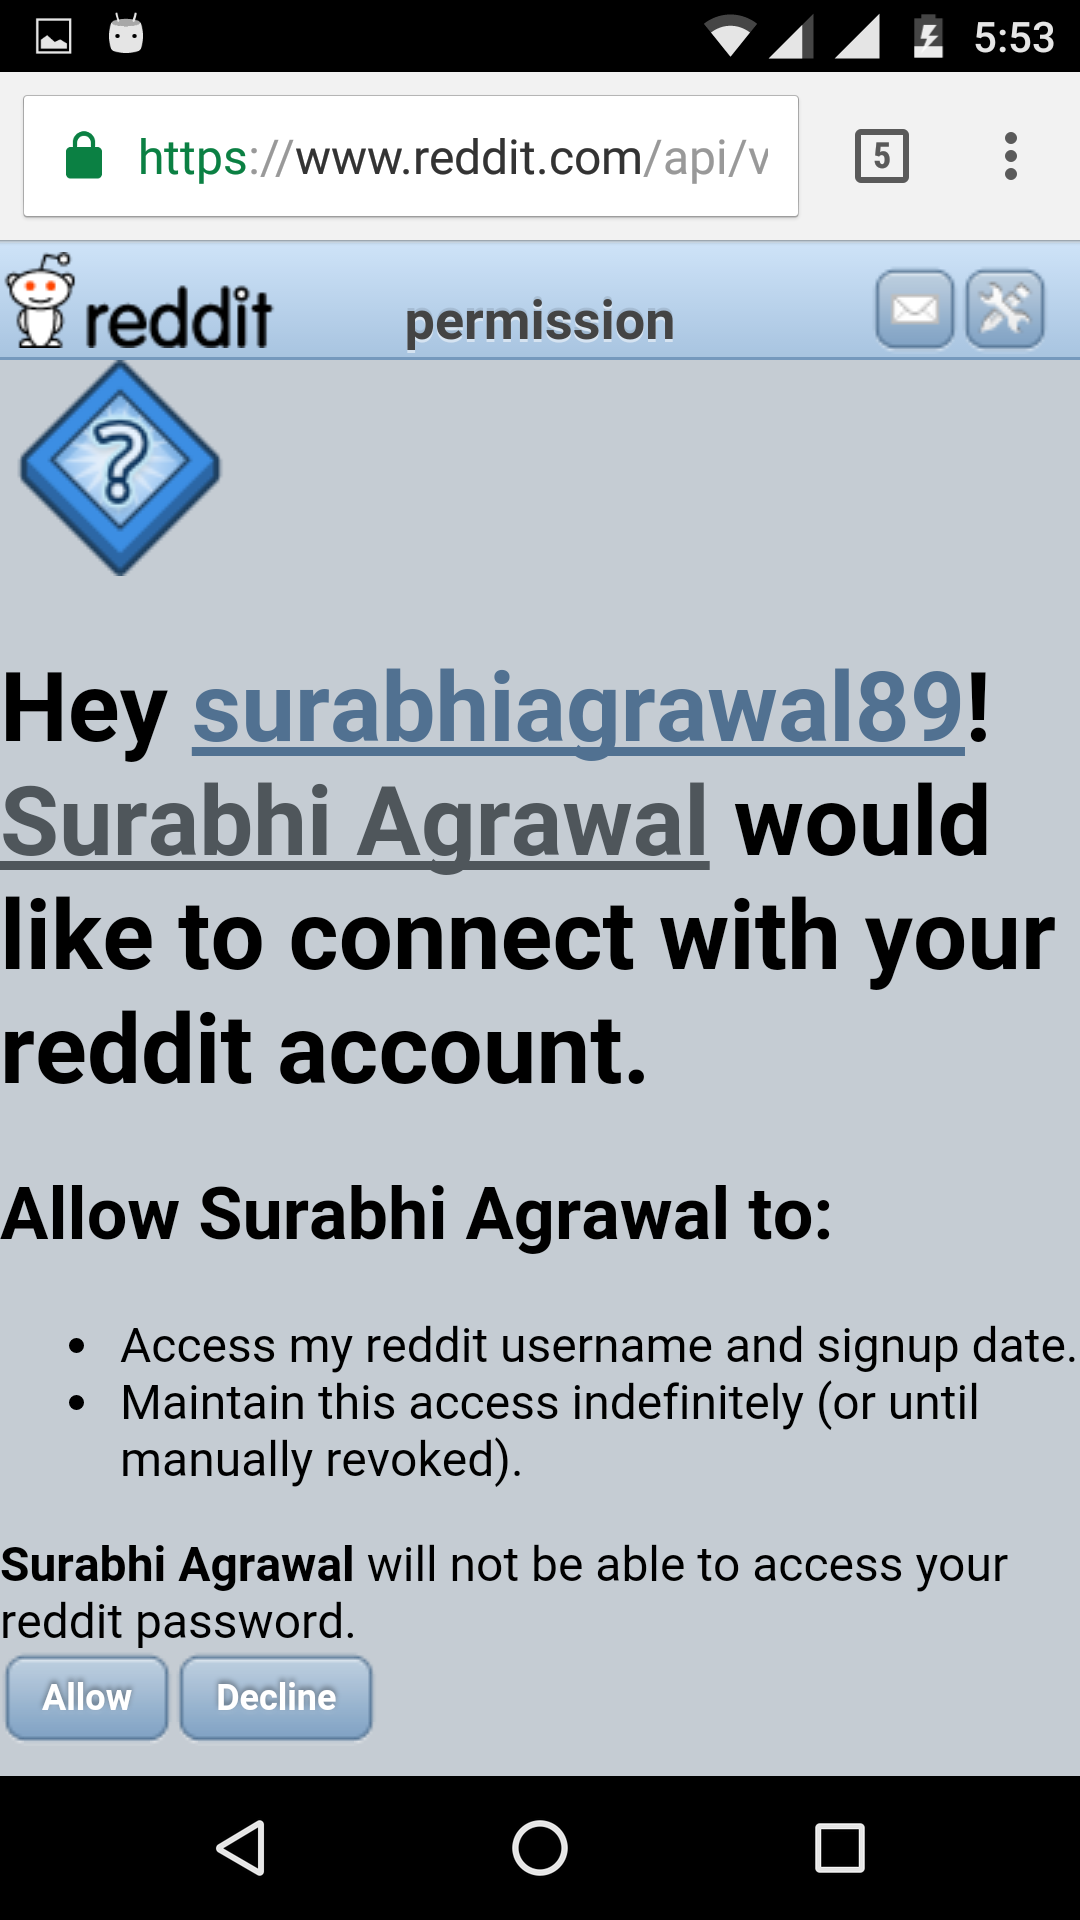 5:53
https://www.reddit.com/api/v
5
reddit
permission
?
Hey surabhiagrawal89!
Surabhi Agrawal would
like to connect with your
reddit account.
Allow Surabhi Agrawal to:
• Access my reddit username and signup date.
• Maintain this access indefinitely (or until
manually revoked).
Surabhi Agrawal will not be able to access your
reddit password.
Allow
Decline